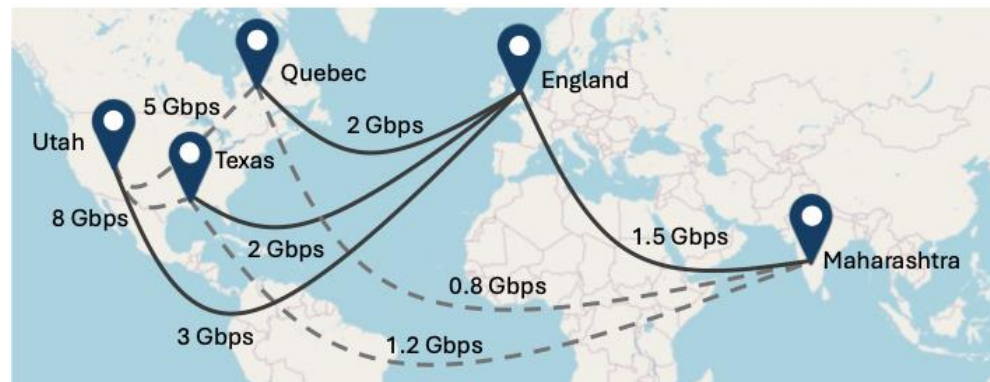 Quebec
England
5 Gbps
2 Gbps
Utah
Texas
8 Gbps
2 Gbps
1.5 Gbps
Maharashtra
0.8 Gbps
3 Gbps
1.2 Gbps